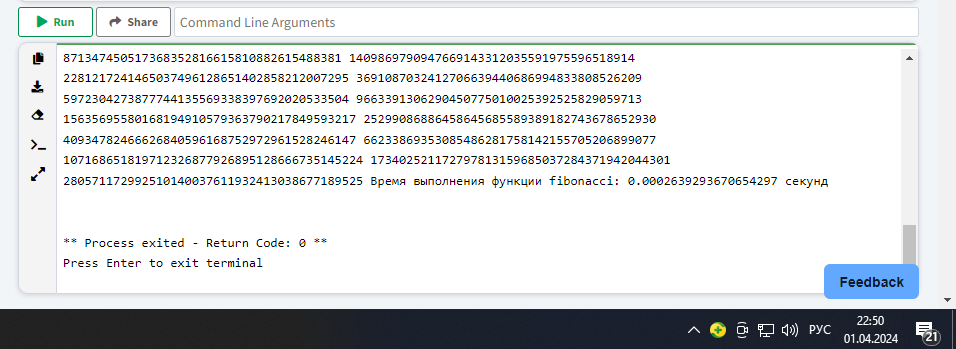 Run
Share
Command Line Arguments
871347450517368352816615810882615488381 1409869790947669143312035591975596518914
2281217241465037496128651402858212007295 3691087032412706639440686994833808526209
5972304273877744135569338397692020533504 9663391306290450775010025392525829059713
15635695580168194910579363790217849593217 25299086886458645685589389182743678652930
40934782466626840596168752972961528246147 66233869353085486281758142155705206899077
107168651819712326877926895128666735145224 173402521172797813159685037284371942044301
280571172992510140037611932413038677189525 Время выполнения функции fibonacci: 0.0002639293670654297 секунд
** Process exited - Return Code: 0 **
Press Enter to exit terminal
Feedback
РУС
22:50
01.04.2024
21